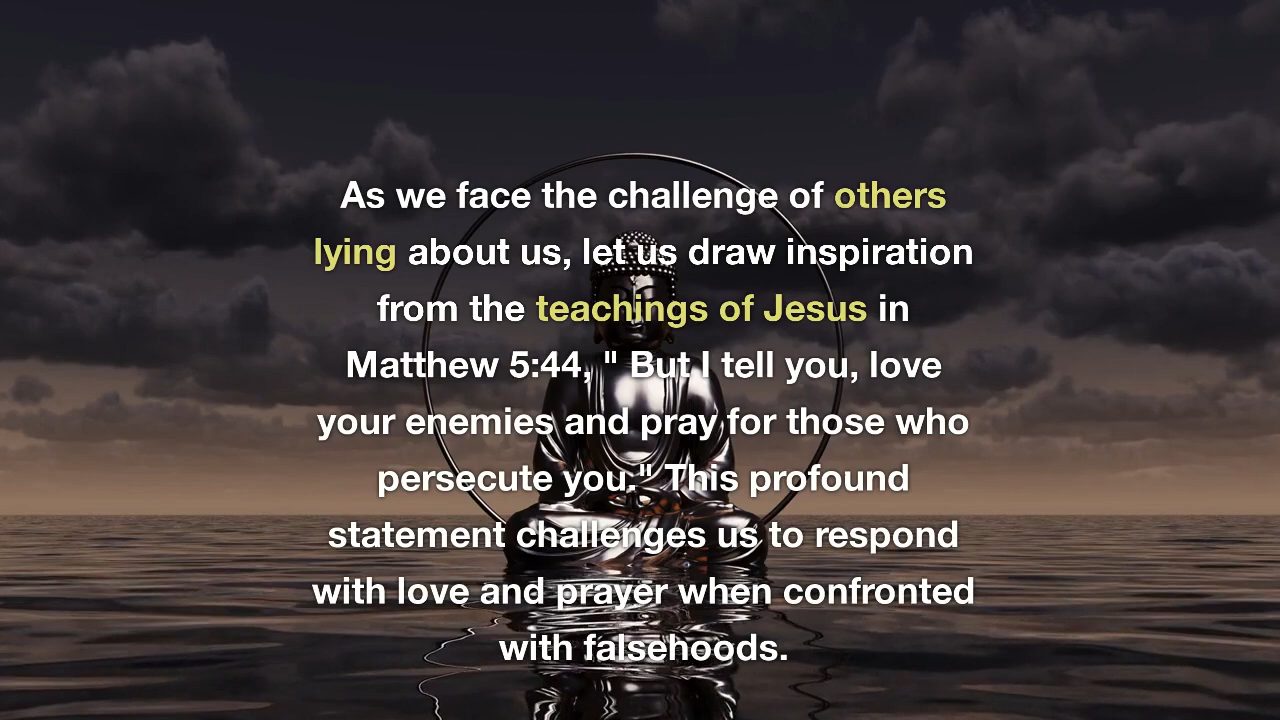 As we face the challenge of others
lying about us, let us draw inspiration
from the teachings of Jesus in
Matthew 5:44, " But I tell you, love
your enemies and pray for those who
persecute you." This profound
statement challenges us to respond
with love and prayer when confronted
with falsehoods.